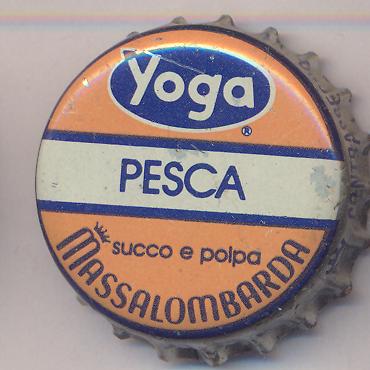 Yoga
®
PESCA
succo e polpa
MASSALOMBARDA